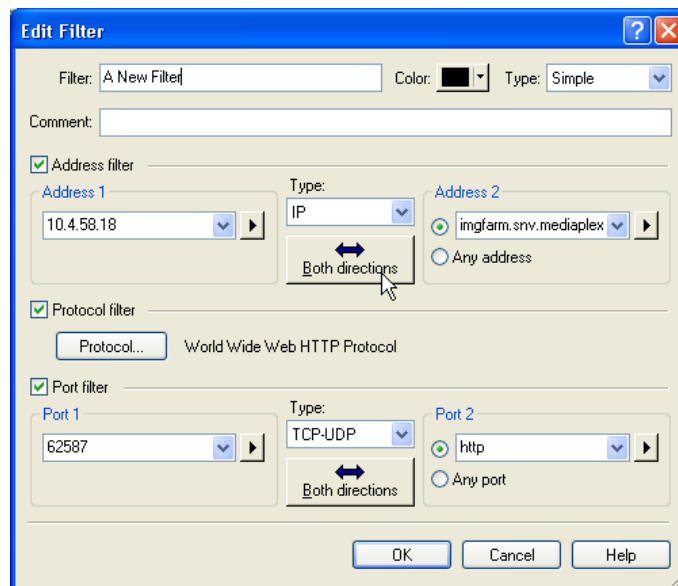 Edit Filter
Filter: A New Filter Color: Type: Simple
Comment:
Address filter
Address 1 Type: Address 2
10.4.58.18 IP imgfarm.snv.mediaplex
Both directions Any address
Protocol filter
Protocol... World Wide Web HTTP Protocol
Port filter
Port 1 Type: Port 2
62587 TCP-UDP http
Both directions Any port
OK Cancel Help